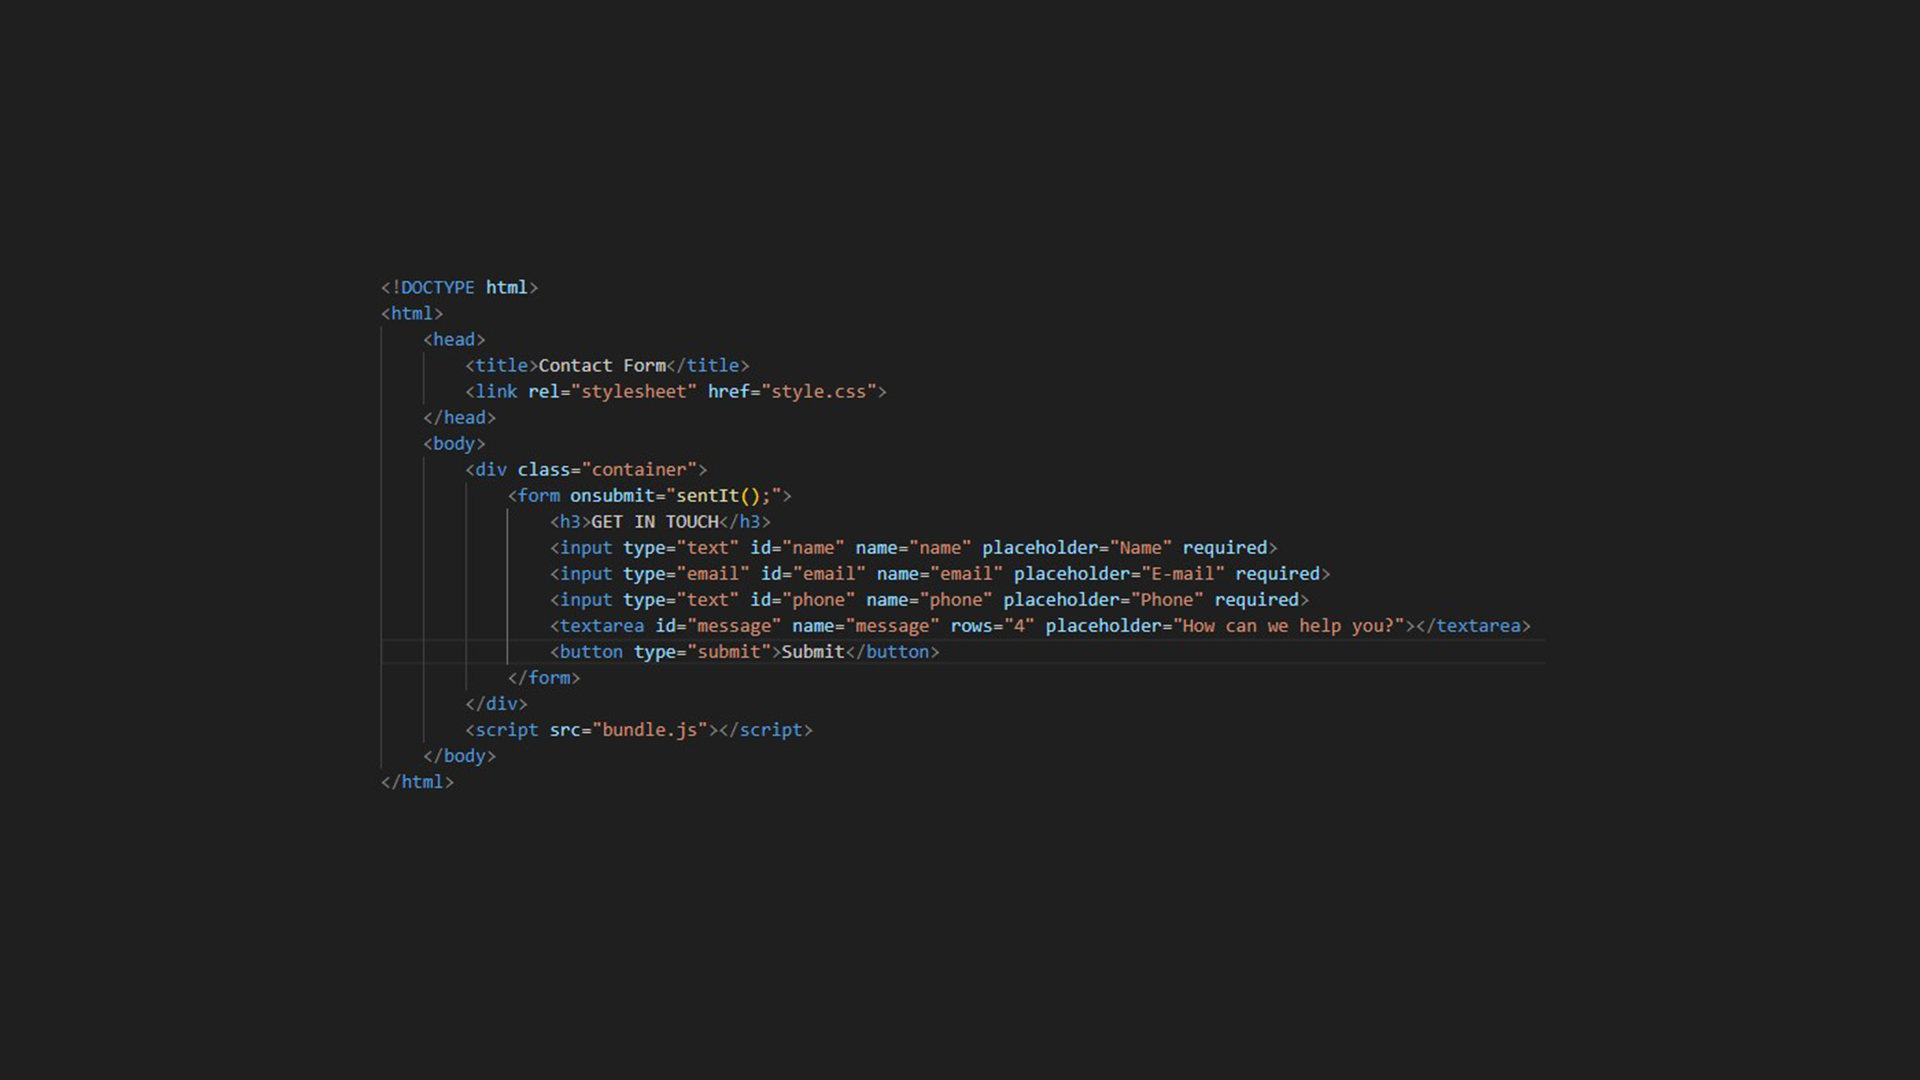 <!DOCTYPE html>
<html>
    <head>
        <title>Contact Form</title>
        <link rel="stylesheet" href="style.css">
    </head>
    <body>
        <div class="container">
            <form onsubmit="sentIt();">
                <h3>GET IN TOUCH</h3>
                <input type="text" id="name" name="name" placeholder="Name" required>
                <input type="email" id="email" name="email" placeholder="E-mail" required>
                <input type="text" id="phone" name="phone" placeholder="Phone" required>
                <textarea id="message" name="message" rows="4" placeholder="How can we help you?"></textarea>
                <button type="submit">Submit</button>
            </form>
        </div>
        <script src="bundle.js"></script>
    </body>
</html>